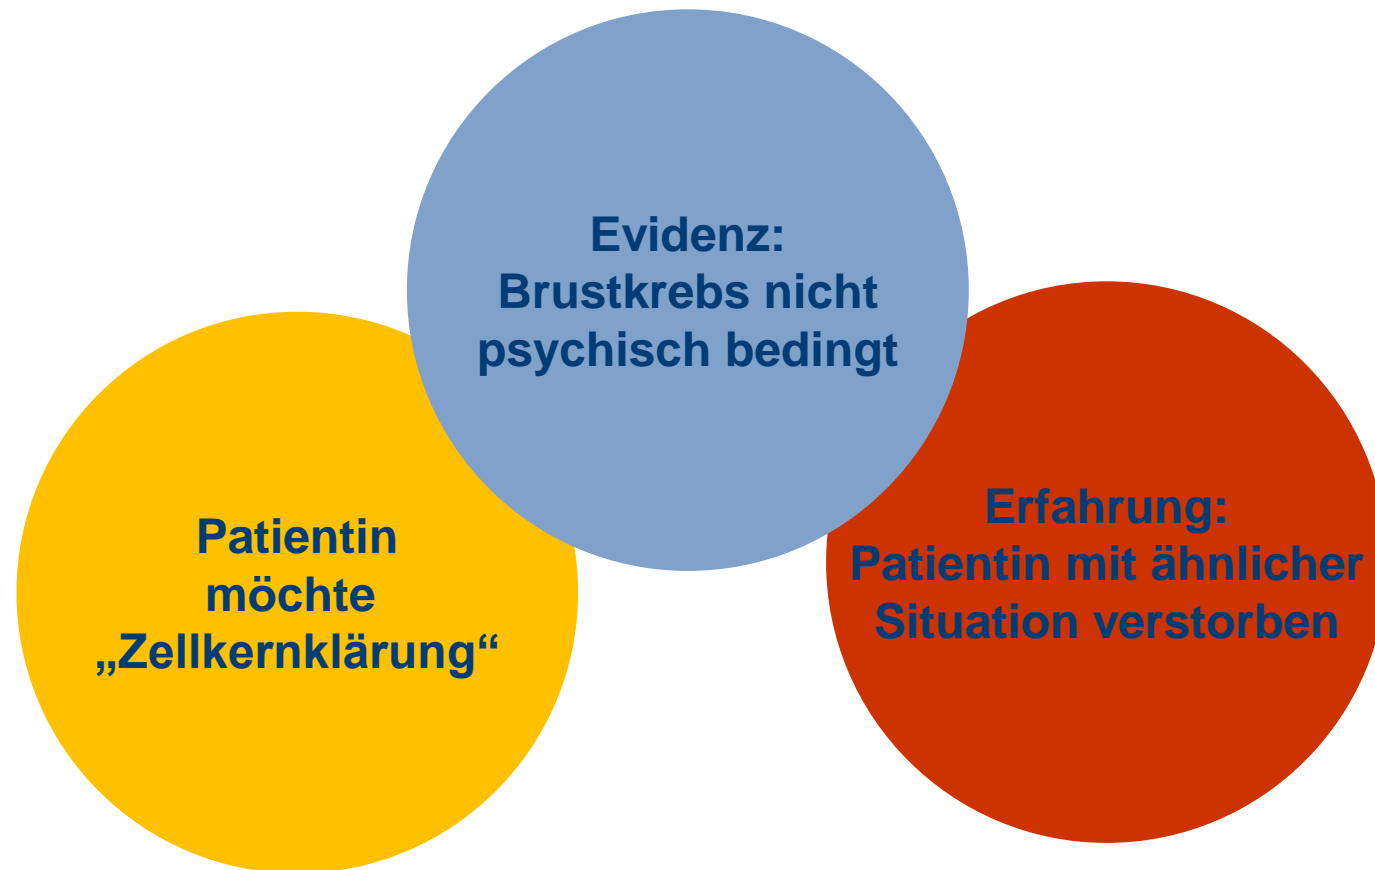 Evidenz:
Brustkrebs nicht
psychisch bedingt
Patientin
möchte
„Zellkernklärung“
Erfahrung:
Patientin mit ähnlicher
Situation verstorben